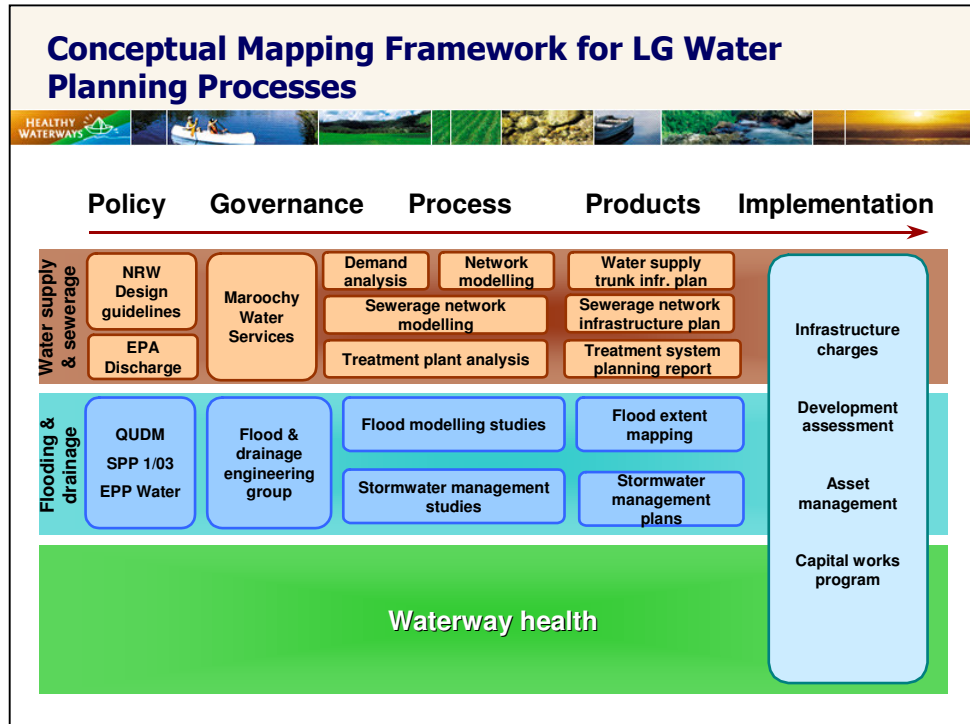 Conceptual Mapping Framework for LG Water
Planning Processes
HEALTHY
WATERWAYS
Policy Governance Process Products Implementation
Water supply
& sewerage
NRW
Design
guidelines
EPA
Discharge
Maroochy
Water
Services
Demand
analysis
Network
modelling
Sewerage network
modelling
Treatment plant analysis
Water supply
trunk infr. plan
Sewerage network
infrastructure plan
Treatment system
planning report
Flooding &
drainage
QUDM
SPP 1/03
EPP Water
Flood &
drainage
engineering
group
Flood modelling studies
Stormwater management
studies
Flood extent
mapping
Stormwater
management
plans
Infrastructure
charges
Development
assessment
Asset
management
Capital works
program
Waterway health